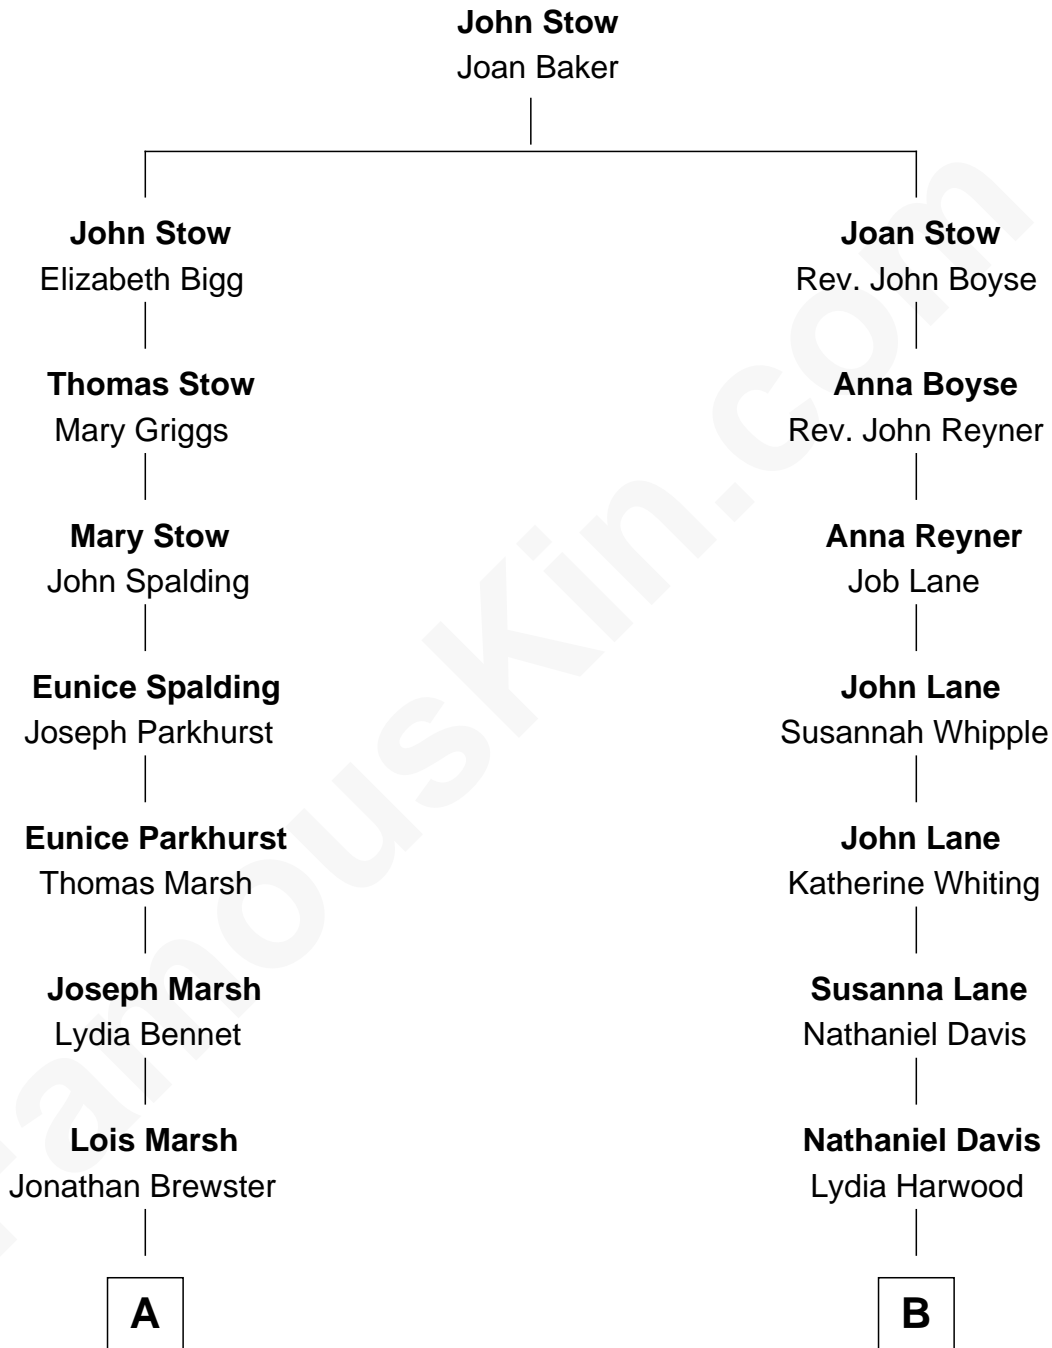 John Stow
Joan Baker
John Stow
Elizabeth Bigg
Thomas Stow
Mary Griggs
Mary Stow
John Spalding
Eunice Spalding
Joseph Parkhurst
Eunice Parkhurst
Thomas Marsh
Joseph Marsh
Lydia Bennet
Lois Marsh
Jonathan Brewster
A
Joan Stow
Rev. John Boyse
Anna Boyse
Rev. John Reyner
Anna Reyner
Job Lane
John Lane
Susannah Whipple
John Lane
Katherine Whiting
Susanna Lane
Nathaniel Davis
Nathaniel Davis
Lydia Harwood
B
FamousKin.com